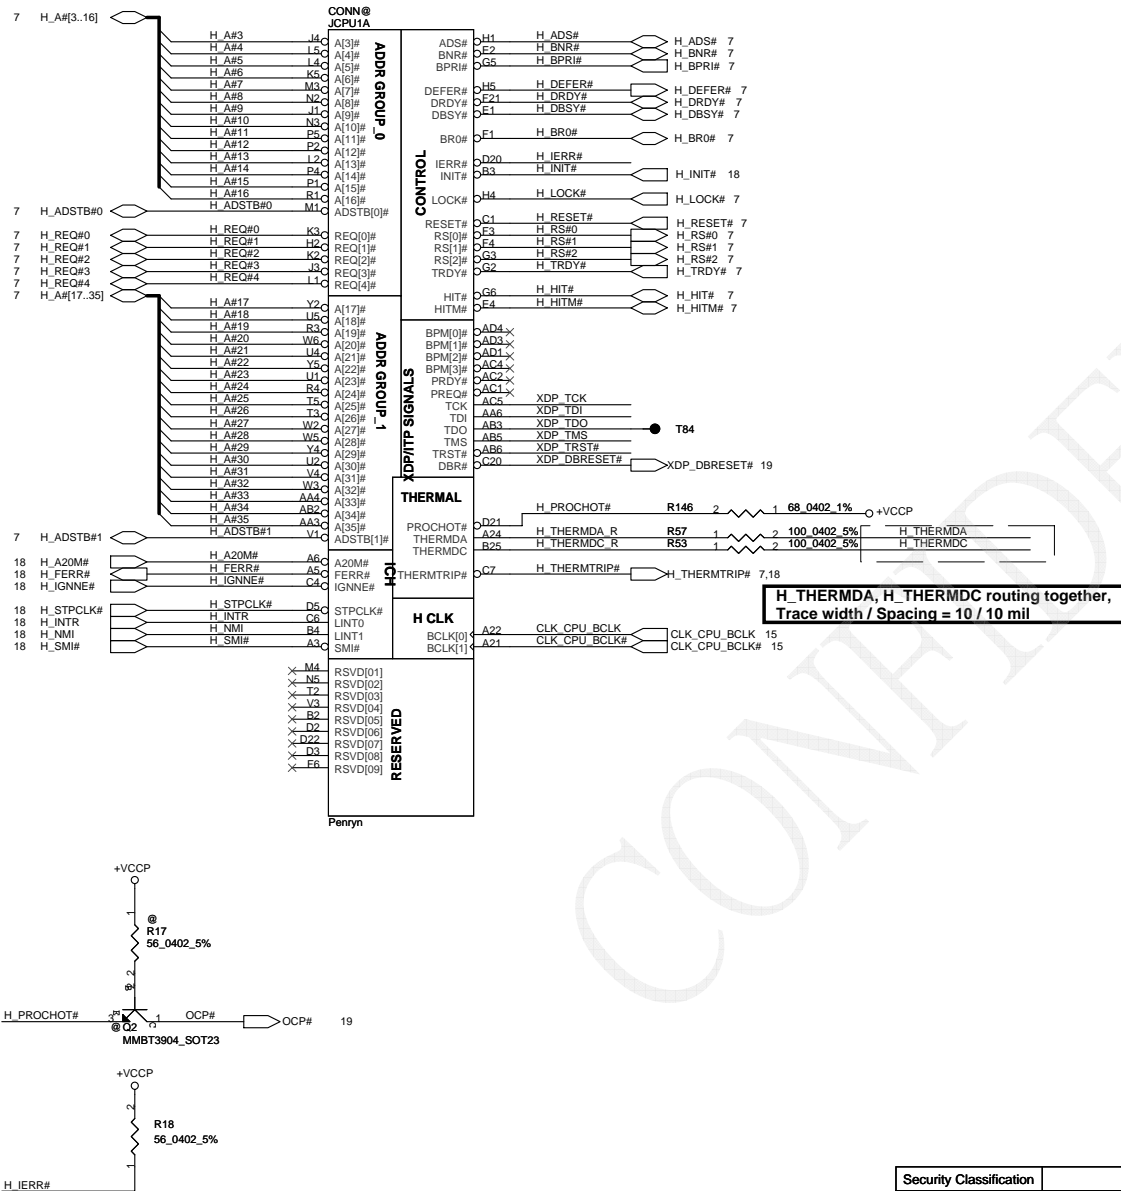 CONN@
JCPU1A
7 H_A#[3..16]
H_A#3 J4 A[3]# ADS# H1 H_ADS# H_ADS# 7
H_A#4 L5 A[4]# BNR# E2 H_BNR# H_BNR# 7
H_A#5 L4 A[5]# BPRI# G5 H_BPRI# H_BPRI# 7
H_A#6 K5 A[6]#
H_A#7 M3 A[7]# DEFER# H5 H_DEFER# H_DEFER# 7
H_A#8 N2 A[8]# DRDY# F21 H_DRDY# H_DRDY# 7
H_A#9 J1 A[9]# DBSY# E1 H_DBSY# H_DBSY# 7
H_A#10 N3 A[10]#
H_A#11 P5 A[11]# BR0# F1 H_BR0# H_BR0# 7
H_A#12 P2 A[12]#
H_A#13 L2 A[13]# IERR# D20 H_IERR#
H_A#14 P4 A[14]# INIT# B3 H_INIT# H_INIT# 18
H_A#15 P1 A[15]#
H_A#16 R1 A[16]# LOCK# H4 H_LOCK# H_LOCK# 7
7 H_ADSTB#0 H_ADSTB#0 M1 ADSTB[0]#
RESET# C1 H_RESET# H_RESET# 7
7 H_REQ#0 H_REQ#0 K3 REQ[0]# RS[0]# F3 H_RS#0 H_RS#0 7
7 H_REQ#1 H_REQ#1 H2 REQ[1]# RS[1]# F4 H_RS#1 H_RS#1 7
7 H_REQ#2 H_REQ#2 K2 REQ[2]# RS[2]# G3 H_RS#2 H_RS#2 7
7 H_REQ#3 H_REQ#3 J3 REQ[3]# TRDY# G2 H_TRDY# H_TRDY# 7
7 H_REQ#4 H_REQ#4 L1 REQ[4]#
ADDR GROUP_0
CONTROL
7 H_A#[17..35]
HIT# G6 H_HIT# H_HIT# 7
H_A#17 Y2 A[17]# HITM# E4 H_HITM# H_HITM# 7
H_A#18 U5 A[18]#
H_A#19 R3 A[19]# BPM[0]# AD4
H_A#20 W6 A[20]# BPM[1]# AD3
H_A#21 U4 A[21]# BPM[2]# AD1
H_A#22 Y5 A[22]# BPM[3]# AC4
H_A#23 U1 A[23]# PRDY# AC2
H_A#24 R4 A[24]# PREQ# AC1
H_A#25 T5 A[25]# TCK AC5 XDP_TCK
H_A#26 T3 A[26]# TDI AA6 XDP_TDI
H_A#27 W2 A[27]# TDO AB3 XDP_TDO T84
H_A#28 W5 A[28]# TMS AB5 XDP_TMS
H_A#29 Y4 A[29]# TRST# AB6 XDP_TRST#
H_A#30 U2 A[30]# DBR# C20 XDP_DBRESET# XDP_DBRESET# 19
H_A#31 V4 A[31]#
H_A#32 W3 A[32]#
H_A#33 AA4 A[33]#
H_A#34 AB2 A[34]#
H_A#35 AA3 A[35]#
7 H_ADSTB#1 H_ADSTB#1 V1 ADSTB[1]#
ADDR GROUP_1
XDP/ITP SIGNALS
THERMAL
PROCHOT# D21 H_PROCHOT# R146 2 1 68_0402_1% +VCCP
THERMDA A24 H_THERMDA_R R57 1 2 100_0402_5% H_THERMDA
THERMDC B25 H_THERMDC_R R53 1 2 100_0402_5% H_THERMDC
18 H_A20M# H_A20M# A6 A20M#
18 H_FERR# H_FERR# A5 FERR# THERMTRIP# C7 H_THERMTRIP# H_THERMTRIP# 7,18
18 H_IGNNE# H_IGNNE# C4 IGNNE#
ICH
H_THERMDA, H_THERMDC routing together,
Trace width / Spacing = 10 / 10 mil
18 H_STPCLK# H_STPCLK# D5 STPCLK#
18 H_INTR H_INTR C6 LINT0
H CLK
18 H_NMI H_NMI B4 LINT1 BCLK[0] A22 CLK_CPU_BCLK CLK_CPU_BCLK 15
18 H_SMI# H_SMI# A3 SMI# BCLK[1] A21 CLK_CPU_BCLK# CLK_CPU_BCLK# 15
M4 RSVD[01]
N5 RSVD[02]
T2 RSVD[03]
V3 RSVD[04]
B2 RSVD[05]
D2 RSVD[06]
D22 RSVD[07]
D3 RSVD[08]
F6 RSVD[09]
RESERVED
Penryn
+VCCP
1
@
R17
56_0402_5%
2
2
B
H_PROCHOT# 3 E C 1 OCP# OCP# 19
@ Q2
MMBT3904_SOT23
+VCCP
2
R18
56_0402_5%
1
H_IERR#
Security Classification
CONFIDE